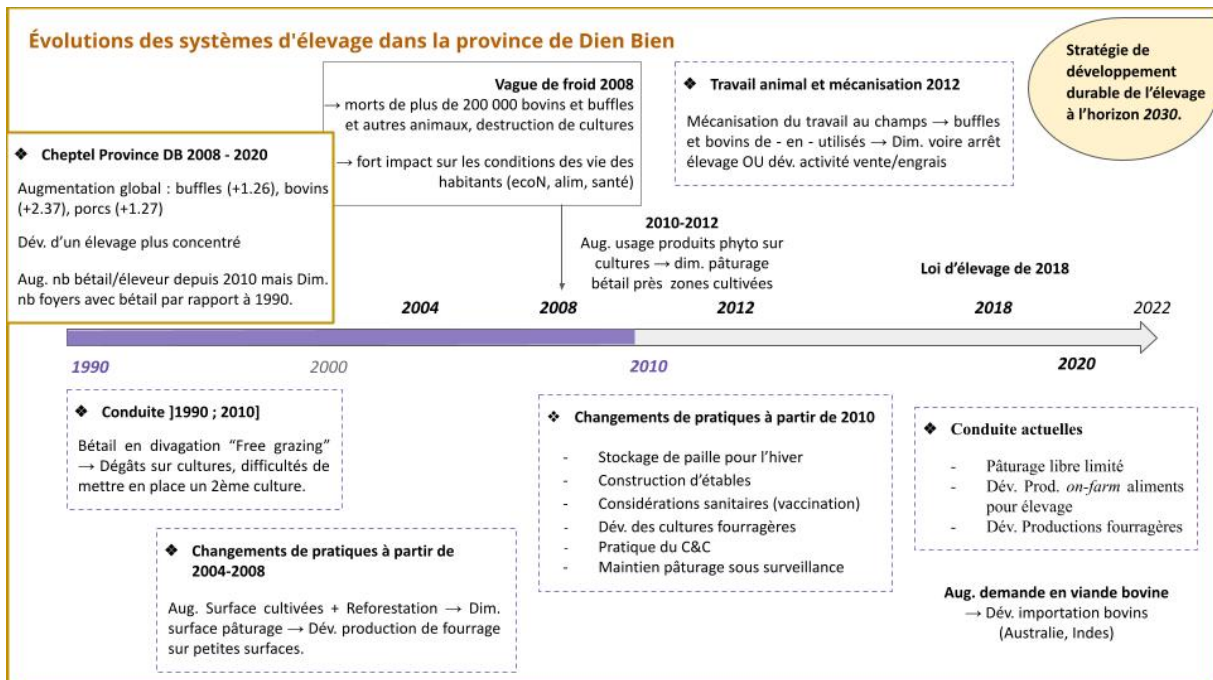 Évolutions des systèmes d'élevage dans la province de Dien Bien
Stratégie de
développement
durable de l’élevage
à l’horizon 2030.
Vague de froid 2008
→ morts de plus de 200 000 bovins et buffles
et autres animaux, destruction de cultures
→ fort impact sur les conditions des vie des
habitants (ecoN, alim, santé)
❖ Travail animal et mécanisation 2012
Mécanisation du travail au champs → buffles
et bovins de - en - utilisés → Dim. voire arrêt
élevage OU dév. activité vente/engrais
❖ Cheptel Province DB 2008 - 2020
Augmentation global : buffles (+1.26), bovins
(+2.37), porcs (+1.27)
Dév. d’un élevage plus concentré
Aug. nb bétail/éleveur depuis 2010 mais Dim.
nb foyers avec bétail par rapport à 1990.
2010-2012
Aug. usage produits phyto sur
cultures → dim. pâturage
bétail près zones cultivées
Loi d’élevage de 2018
2004 2008 2012 2018 2022
1990 2000 2010 2020
❖ Conduite ]1990 ; 2010]
Bétail en divagation “Free grazing”
→ Dégâts sur cultures, difficultés de
mettre en place un 2ème culture.
❖ Changements de pratiques à partir de
2004-2008
Aug. Surface cultivées + Reforestation → Dim.
surface pâturage → Dév. production de fourrage
sur petites surfaces.
❖ Changements de pratiques à partir de 2010
- Stockage de paille pour l’hiver
- Construction d’étables
- Considérations sanitaires (vaccination)
- Dév. des cultures fourragères
- Pratique du C&C
- Maintien pâturage sous surveillance
❖ Conduite actuelles
- Pâturage libre limité
- Dév. Prod. on-farm aliments
pour élevage
- Dév. Productions fourragères
Aug. demande en viande bovine
→ Dév. importation bovins
(Australie, Indes)